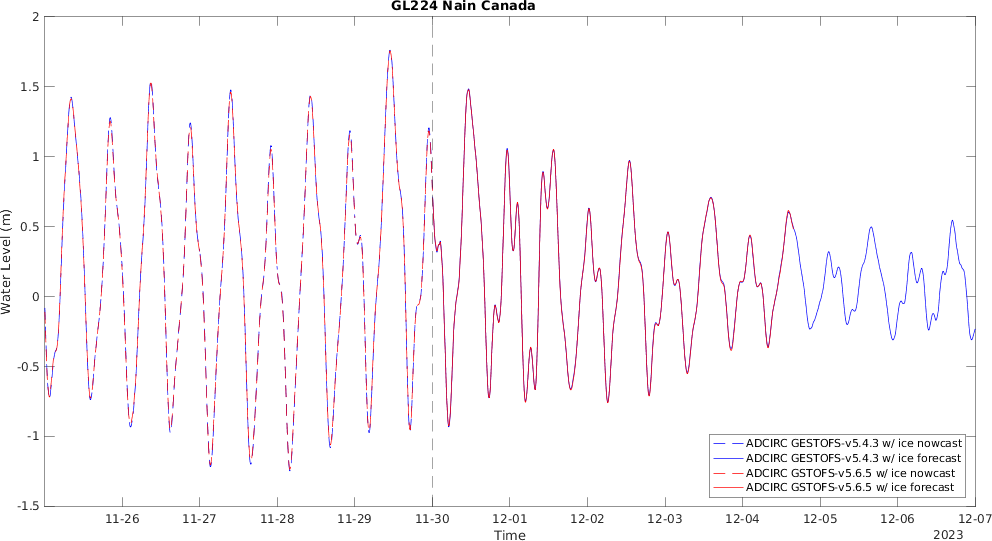 GL224 Nain Canada
2
1.5
1
0.5
0
-0.5
-1
-1.5
Water Level (m)
ADCIRC GESTOFS-v5.4.3 w/ ice nowcast
ADCIRC GESTOFS-v5.4.3 w/ ice forecast
ADCIRC GSTOFS-v5.6.5 w/ ice nowcast
ADCIRC GSTOFS-v5.6.5 w/ ice forecast
11-26 11-27 11-28 11-29 11-30 12-01 12-02 12-03 12-04 12-05 12-06 12-07
Time
2023